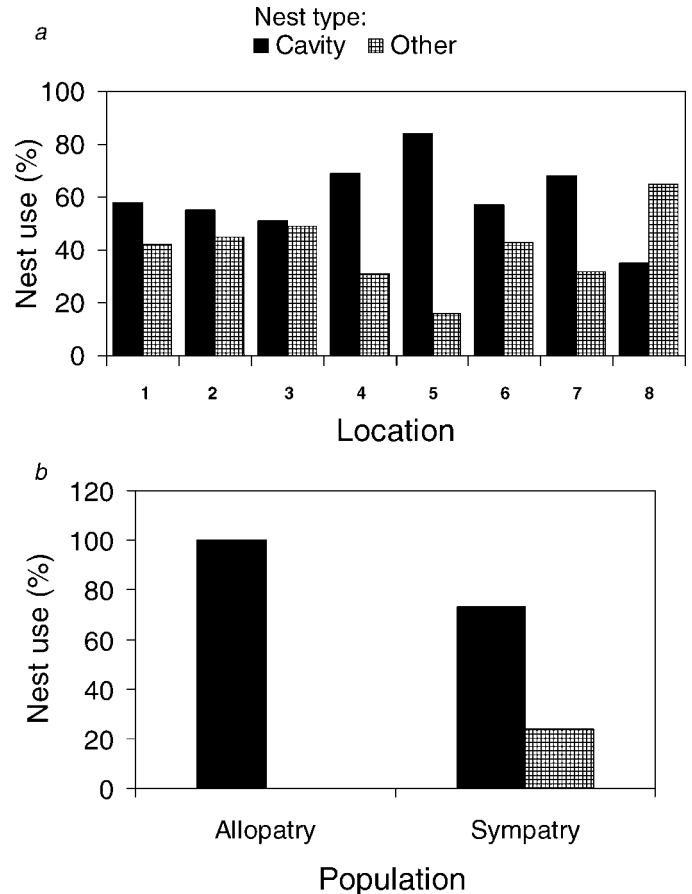 a
Nest type:
Cavity Other
100
80
60
40
20
0
Nest use (%)
1 2 3 4 5 6 7 8
Location
b
120
100
80
60
40
20
0
Nest use (%)
Allopatry Sympatry
Population